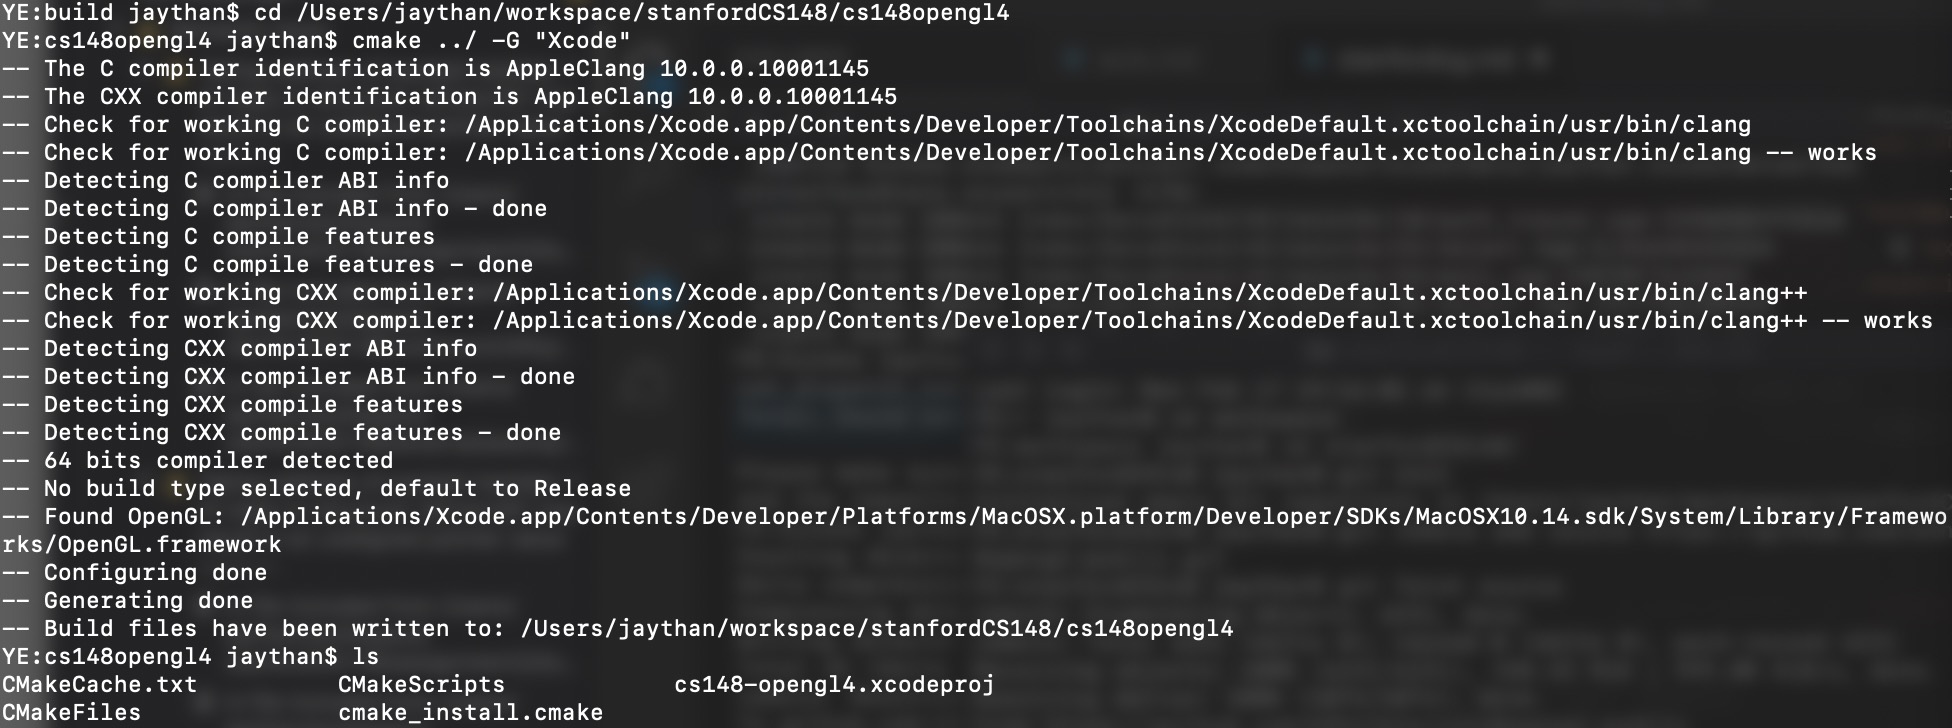 YE:build jaythan$ cd /Users/jaythan/workspace/stanfordCS148/cs148opengl4
YE:cs148opengl4 jaythan$ cmake ../ -G "Xcode"
-- The C compiler identification is AppleClang 10.0.0.10001145
-- The CXX compiler identification is AppleClang 10.0.0.10001145
-- Check for working C compiler: /Applications/Xcode.app/Contents/Developer/Toolchains/XcodeDefault.xctoolchain/usr/bin/clang
-- Check for working C compiler: /Applications/Xcode.app/Contents/Developer/Toolchains/XcodeDefault.xctoolchain/usr/bin/clang -- works
-- Detecting C compiler ABI info
-- Detecting C compiler ABI info - done
-- Detecting C compile features
-- Detecting C compile features - done
-- Check for working CXX compiler: /Applications/Xcode.app/Contents/Developer/Toolchains/XcodeDefault.xctoolchain/usr/bin/clang++
-- Check for working CXX compiler: /Applications/Xcode.app/Contents/Developer/Toolchains/XcodeDefault.xctoolchain/usr/bin/clang++ -- works
-- Detecting CXX compiler ABI info
-- Detecting CXX compiler ABI info - done
-- Detecting CXX compile features
-- Detecting CXX compile features - done
-- 64 bits compiler detected
-- No build type selected, default to Release
-- Found OpenGL: /Applications/Xcode.app/Contents/Developer/Platforms/MacOSX.platform/Developer/SDKs/MacOSX10.14.sdk/System/Library/Framewo
rks/OpenGL.framework
-- Configuring done
-- Generating done
-- Build files have been written to: /Users/jaythan/workspace/stanfordCS148/cs148opengl4
YE:cs148opengl4 jaythan$ ls
CMakeCache.txt CMakeScripts cs148-opengl4.xcodeproj
CMakeFiles cmake_install.cmake